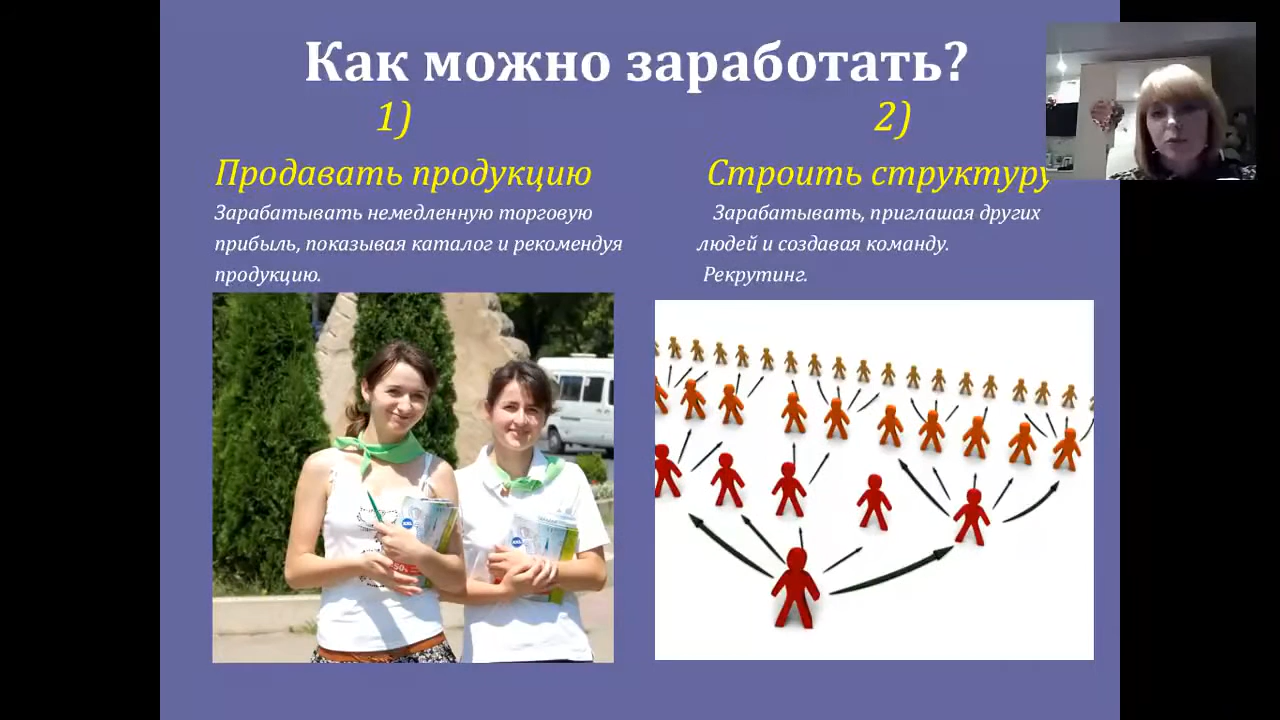 Как можно заработать?
1)
Продавать продукцию
Зарабатывать немедленную торговую
прибыль, показывая каталог и рекомендуя
продукцию.
2)
Строить структуру
Зарабатывать, приглашая других
людей и создавая команду.
Рекрутинг.